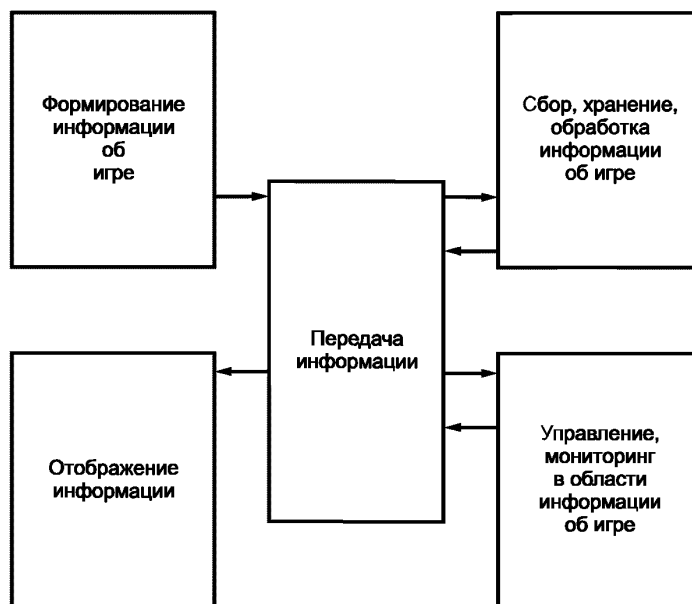 Формирование
информации
об
игре
Сбор, хранение,
обработка
информации
об игре
Передача
информации
Отображение
информации
Управление,
мониторинг
в области
информации
об игре